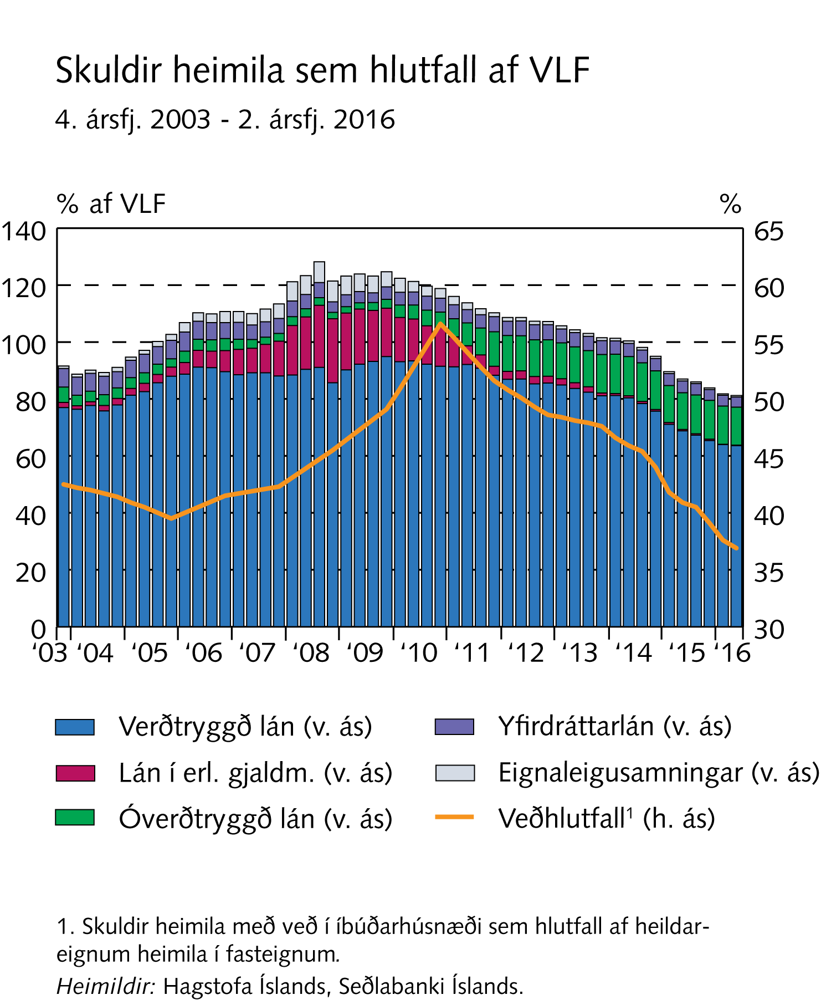 Skuldir heimila sem hlutfall af VLF
4. ársfj. 2003 - 2. ársfj. 2016
% af VLF
%
140
120
100
80
60
40
20
0
65
60
55
50
45
40
35
30
‘03 ‘04 ‘05 ‘06 ‘07 ‘08 ‘09 ‘10 ‘11 ‘12 ‘13 ‘14 ‘15 ‘16
Verðtryggð lán (v. ás)
Lán í erl. gjaldm. (v. ás)
Óverðtryggð lán (v. ás)
Yfirdráttarlán (v. ás)
Eignaleigusamningar (v. ás)
Veðhlutfall¹ (h. ás)
1. Skuldir heimila með veð í íbúðarhúsnæði sem hlutfall af heildar-
eignum heimila í fasteignum.
Heimildir: Hagstofa Íslands, Seðlabanki Íslands.